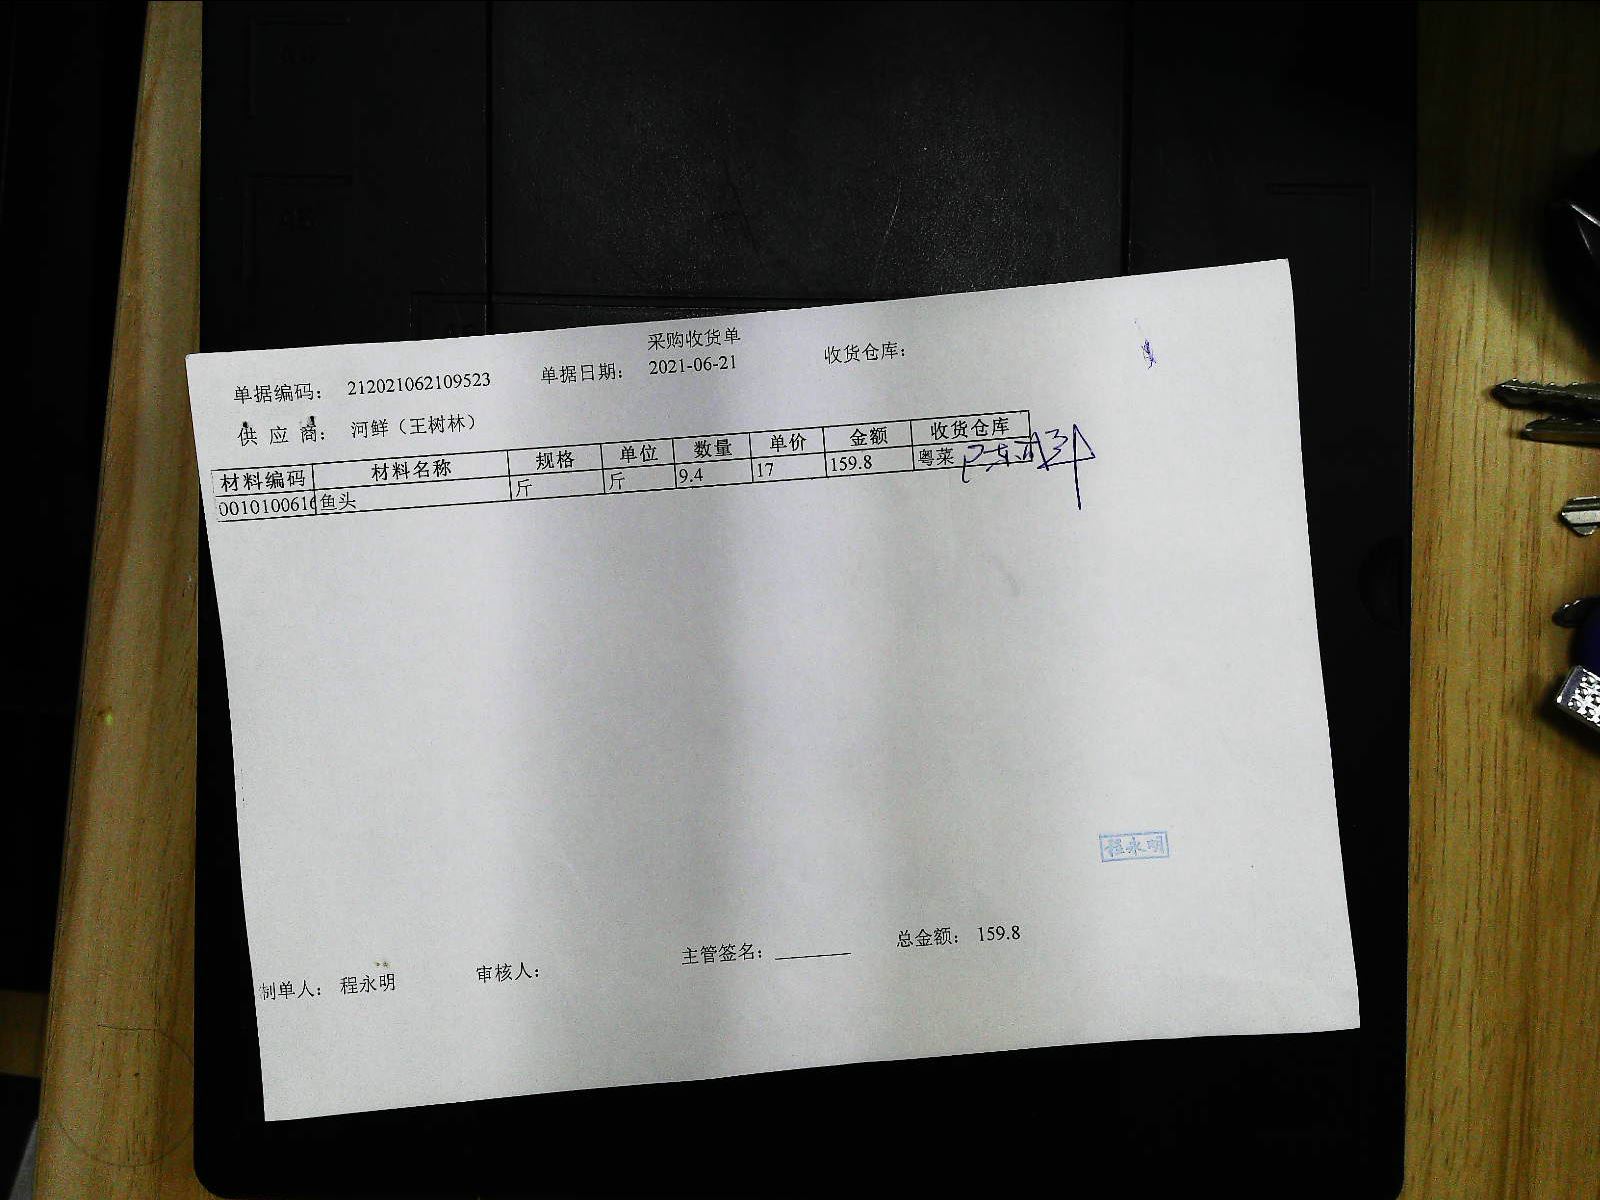 采购收货单
单据编码： 212021062109523 单据日期： 2021-06-21 收货仓库：
供 应 商： 河鲜（王树林）
材料编码 材料名称 规格 单位 数量 单价 金额 收货仓库
0010100616 鱼头 斤 斤 9.4 17 159.8 粤菜
程永明
制单人： 程永明 审核人： 主管签名： 总金额： 159.8